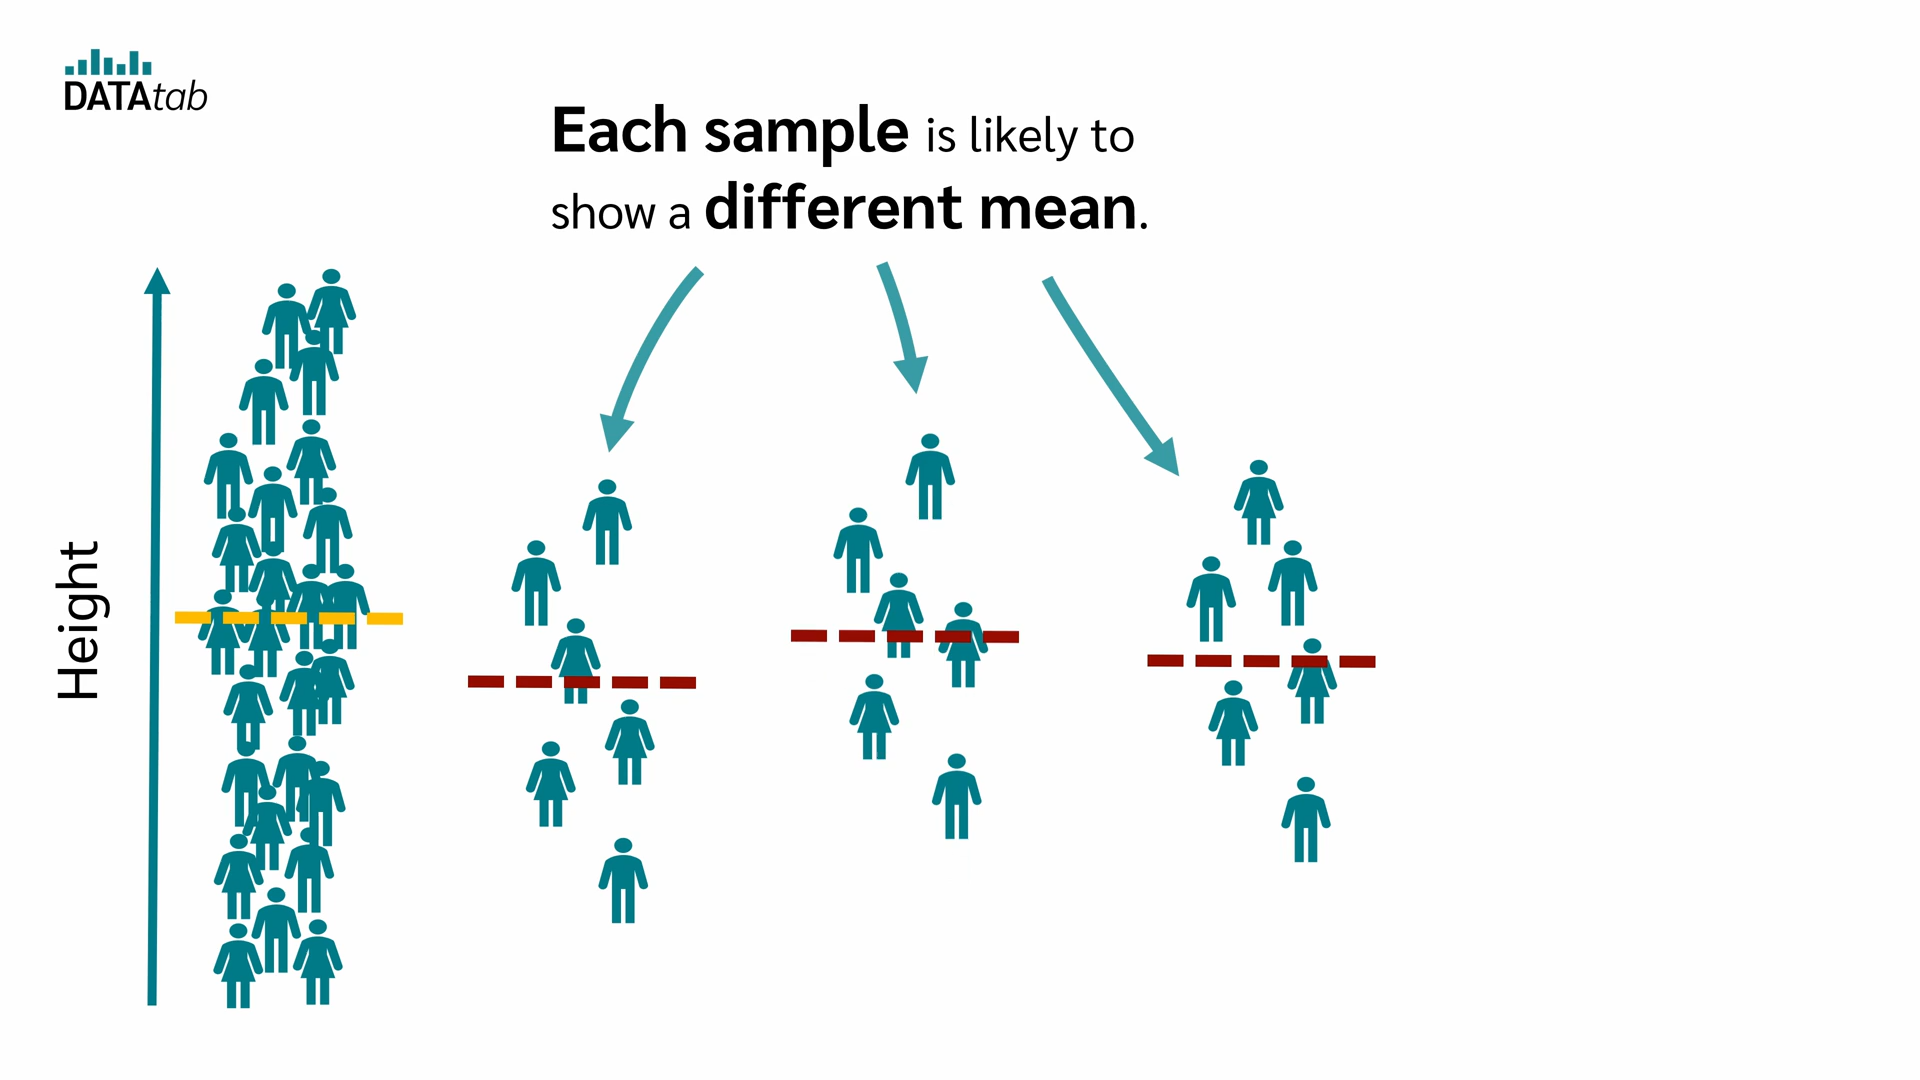 DATAtab
Each sample is likely to
show a different mean.
Height